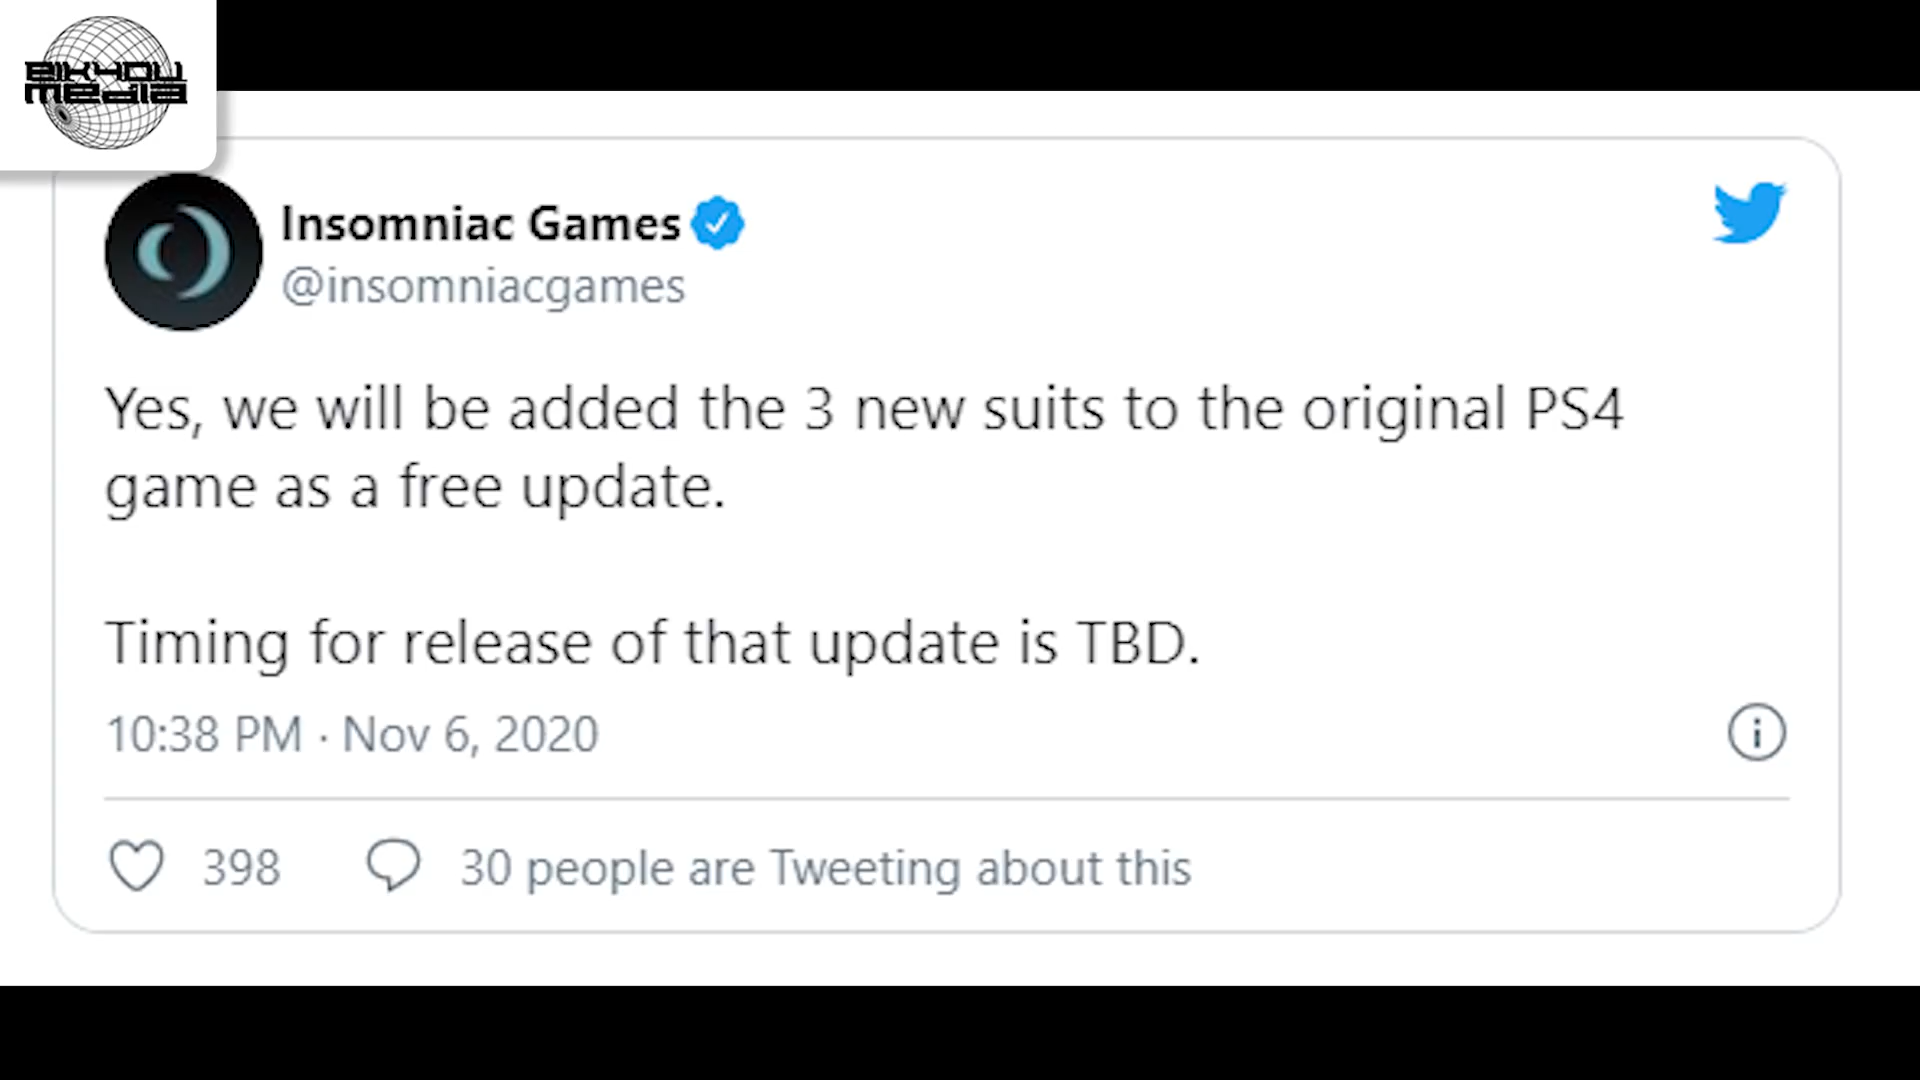 BIKYOU
media
Insomniac Games
@insomniacgames
Yes, we will be added the 3 new suits to the original PS4
game as a free update.
Timing for release of that update is TBD.
10:38 PM · Nov 6, 2020
398
30 people are Tweeting about this